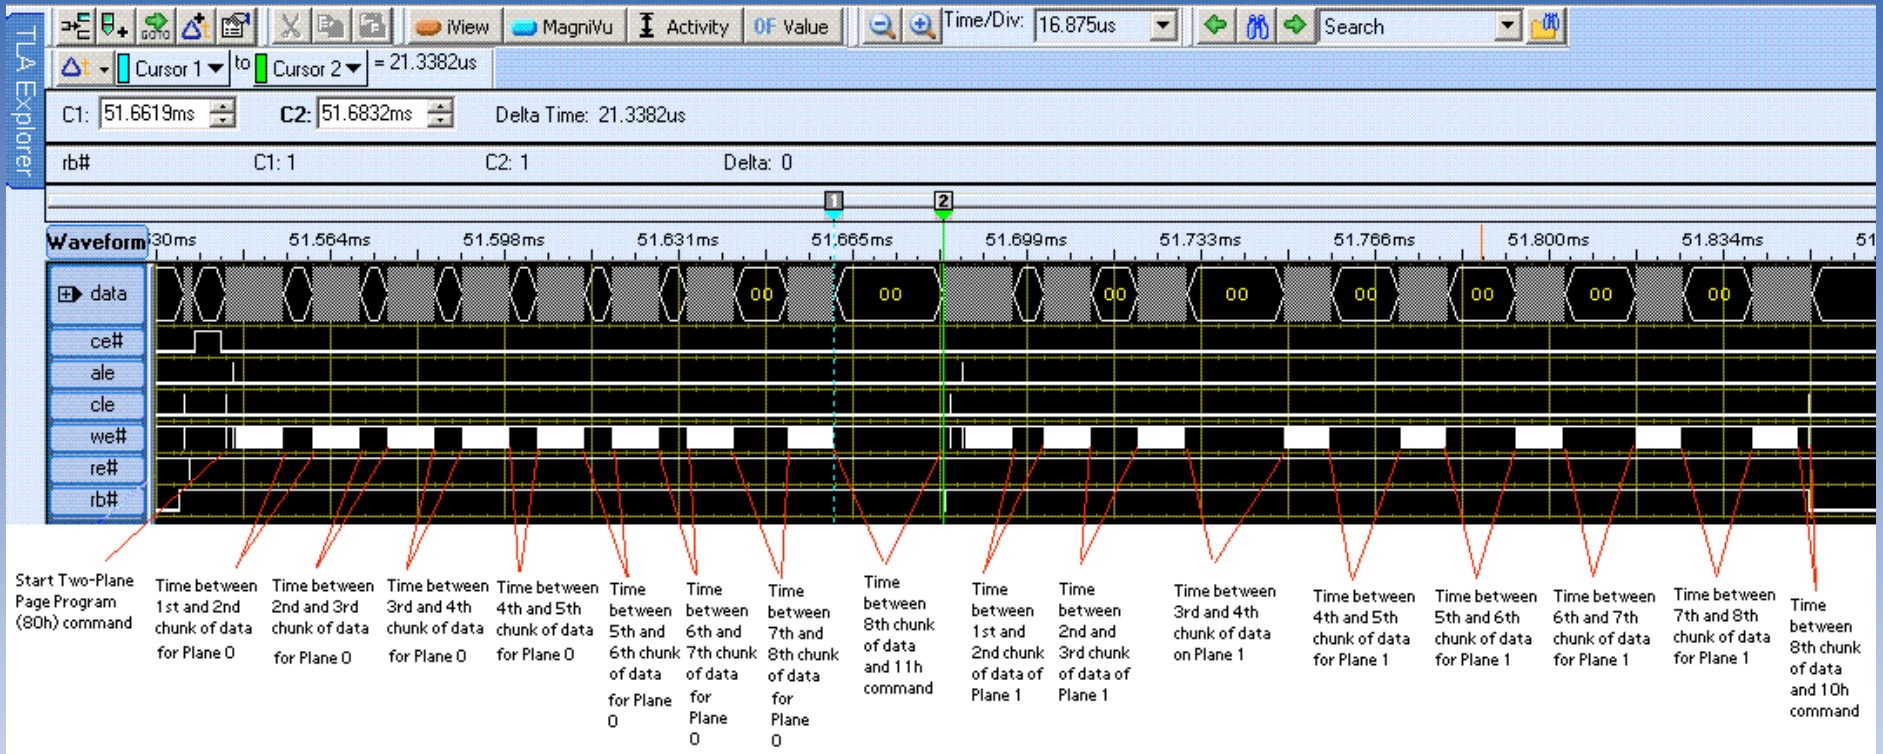 TLA Explorer
GOTO
iView
MagniVu
Activity
0F Value
Time/Div: 16.875us
Search
Δt
Cursor 1 to Cursor 2 = 21.3382us
C1: 51.6619ms C2: 51.6832ms Delta Time: 21.3382us
rb# C1: 1 C2: 1 Delta: 0
1 2
Waveform 30ms 51.564ms 51.598ms 51.631ms 51.665ms 51.699ms 51.733ms 51.766ms 51.800ms 51.834ms 51
data 00 00 00 00 00 00 00 00
ce#
ale
cle
we#
re#
rb#
Start Two-Plane
Page Program
(80h) command
Time between
1st and 2nd
chunk of data
for Plane 0
Time between
2nd and 3rd
chunk of data
for Plane 0
Time between
3rd and 4th
chunk of data
for Plane 0
Time between
4th and 5th
chunk of data
for Plane 0
Time
between
5th and
6th chunk
of data
for Plane
0
Time
between
6th and
7th chunk
of data
for
Plane
0
Time
between
7th and
8th chunk
of data
for
Plane
0
Time
between
8th chunk
of data
and 11h
command
Time
between
1st and
2nd chunk
of data of
Plane 1
Time
between
2nd and
3rd chunk
of data of
Plane 1
Time between
3rd and 4th
chunk of data
on Plane 1
Time between
4th and 5th
chunk of data
for Plane 1
Time between
5th and 6th
chunk of data
for Plane 1
Time between
6th and 7th
chunk of data
for Plane 1
Time between
7th and 8th
chunk of data
for Plane 1
Time
between
8th chunk
of data
and 10h
command